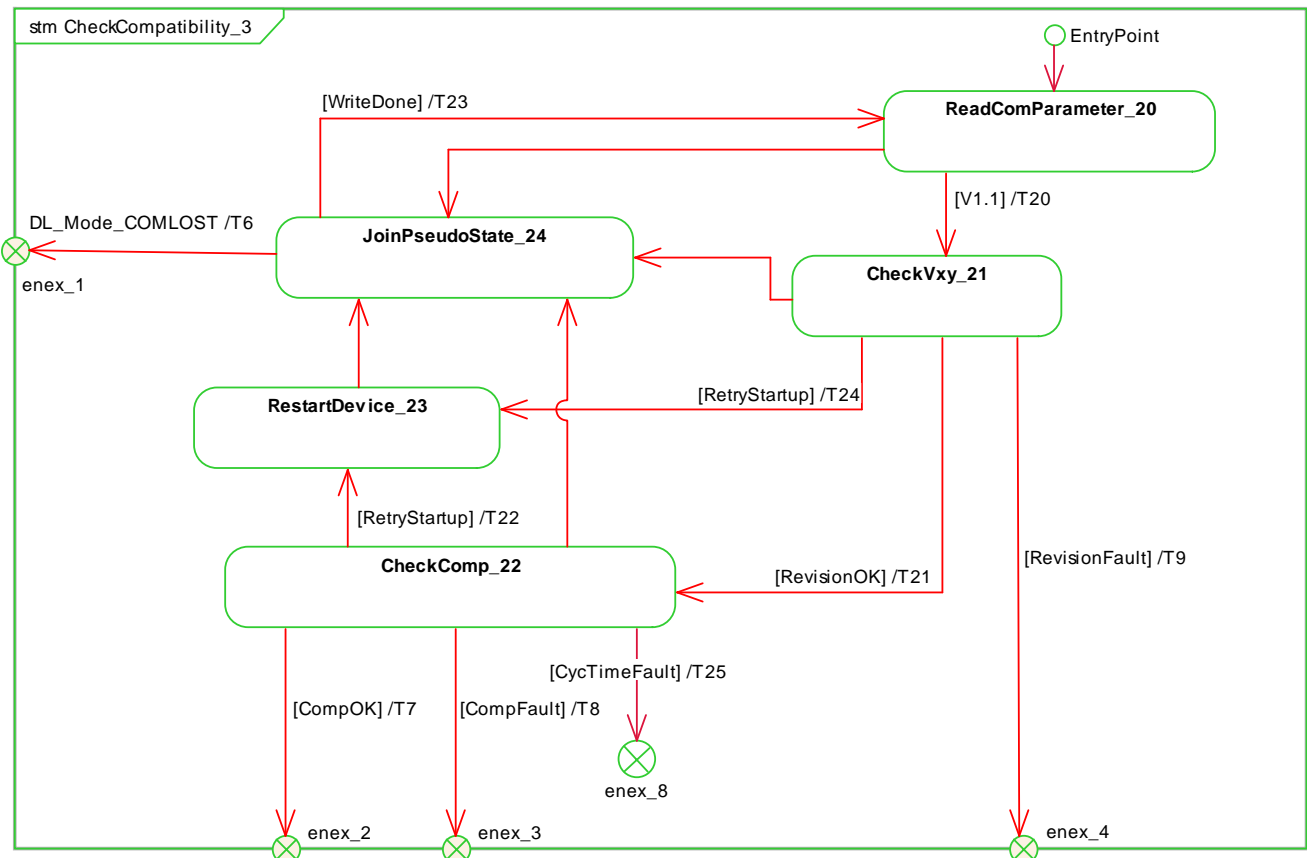 stm CheckCompatibility_3
EntryPoint
[WriteDone] /T23
ReadComParameter_20
[V1.1] /T20
DL_Mode_COMLOST /T6
JoinPseudoState_24
CheckVxy_21
enex_1
[RetryStartup] /T24
RestartDevice_23
[RetryStartup] /T22
[RevisionFault] /T9
CheckComp_22
[RevisionOK] /T21
[CycTimeFault] /T25
[CompOK] /T7
[CompFault] /T8
enex_8
enex_2
enex_3
enex_4